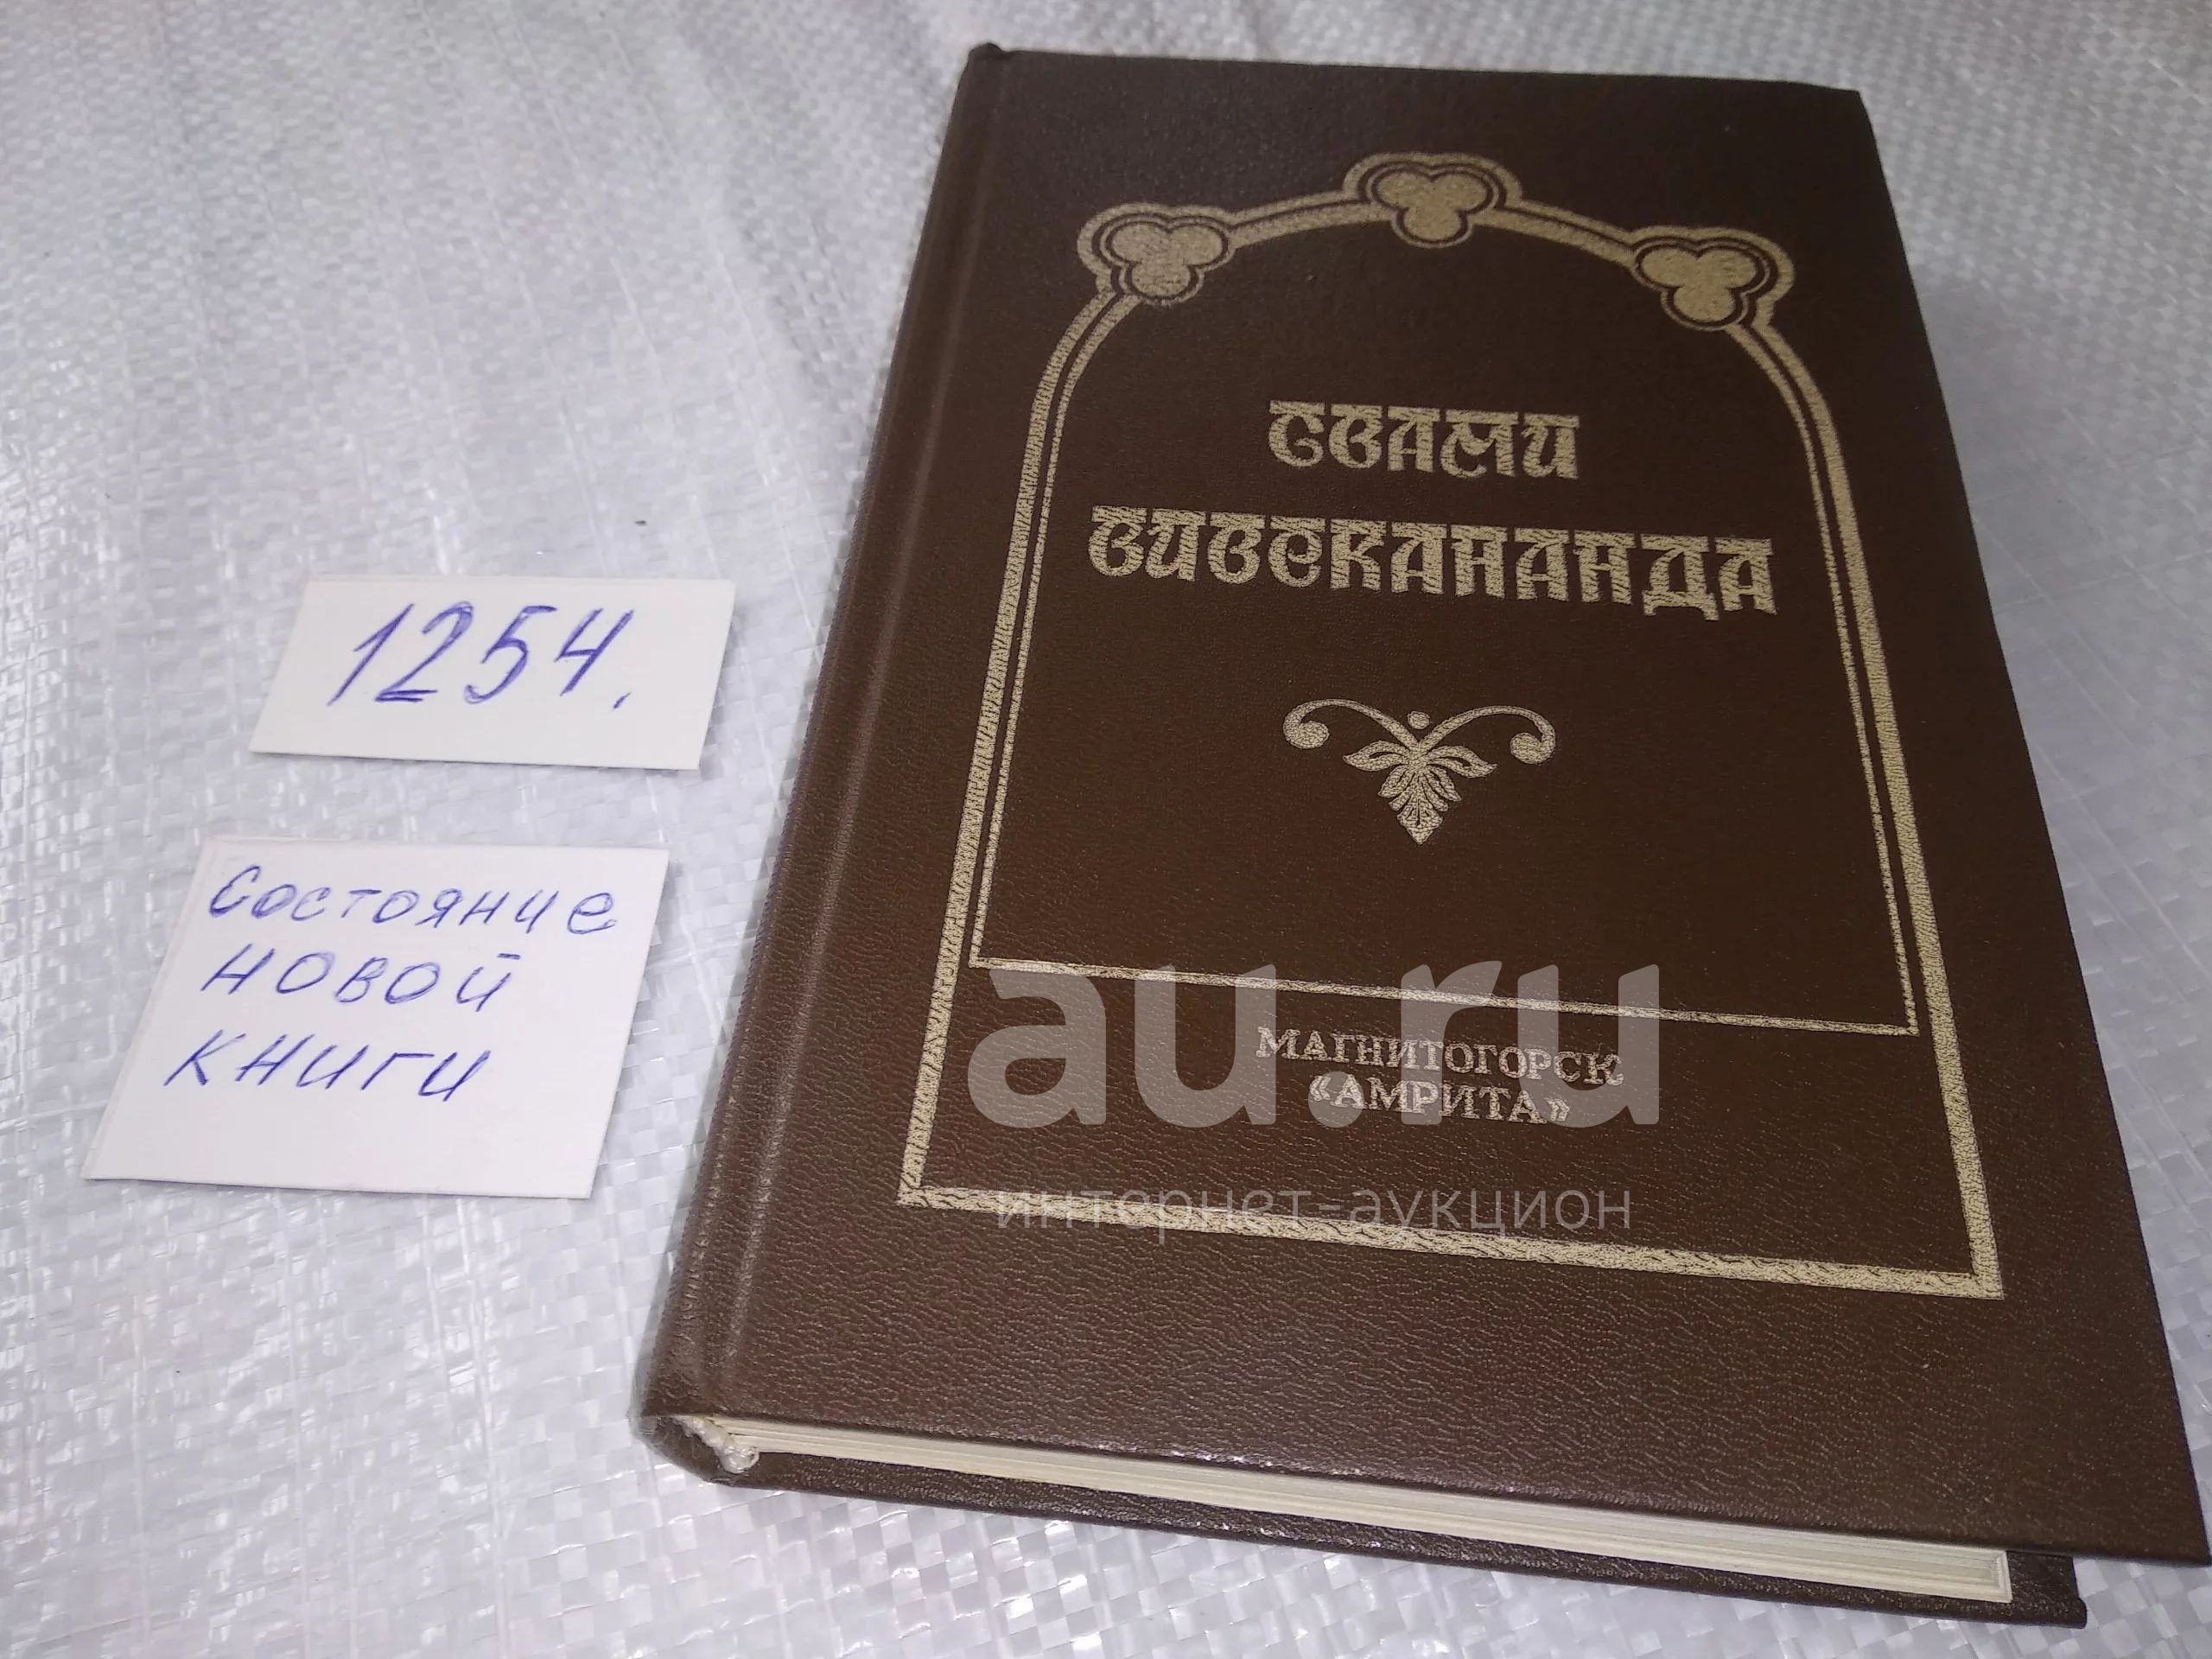 СВАМИ
ВИВЕКАНАНДА
1254.
Состояние
новой
книги
МАГНИТОГОРСК
«АМРИТА»
au.ru
интернет-аукцион